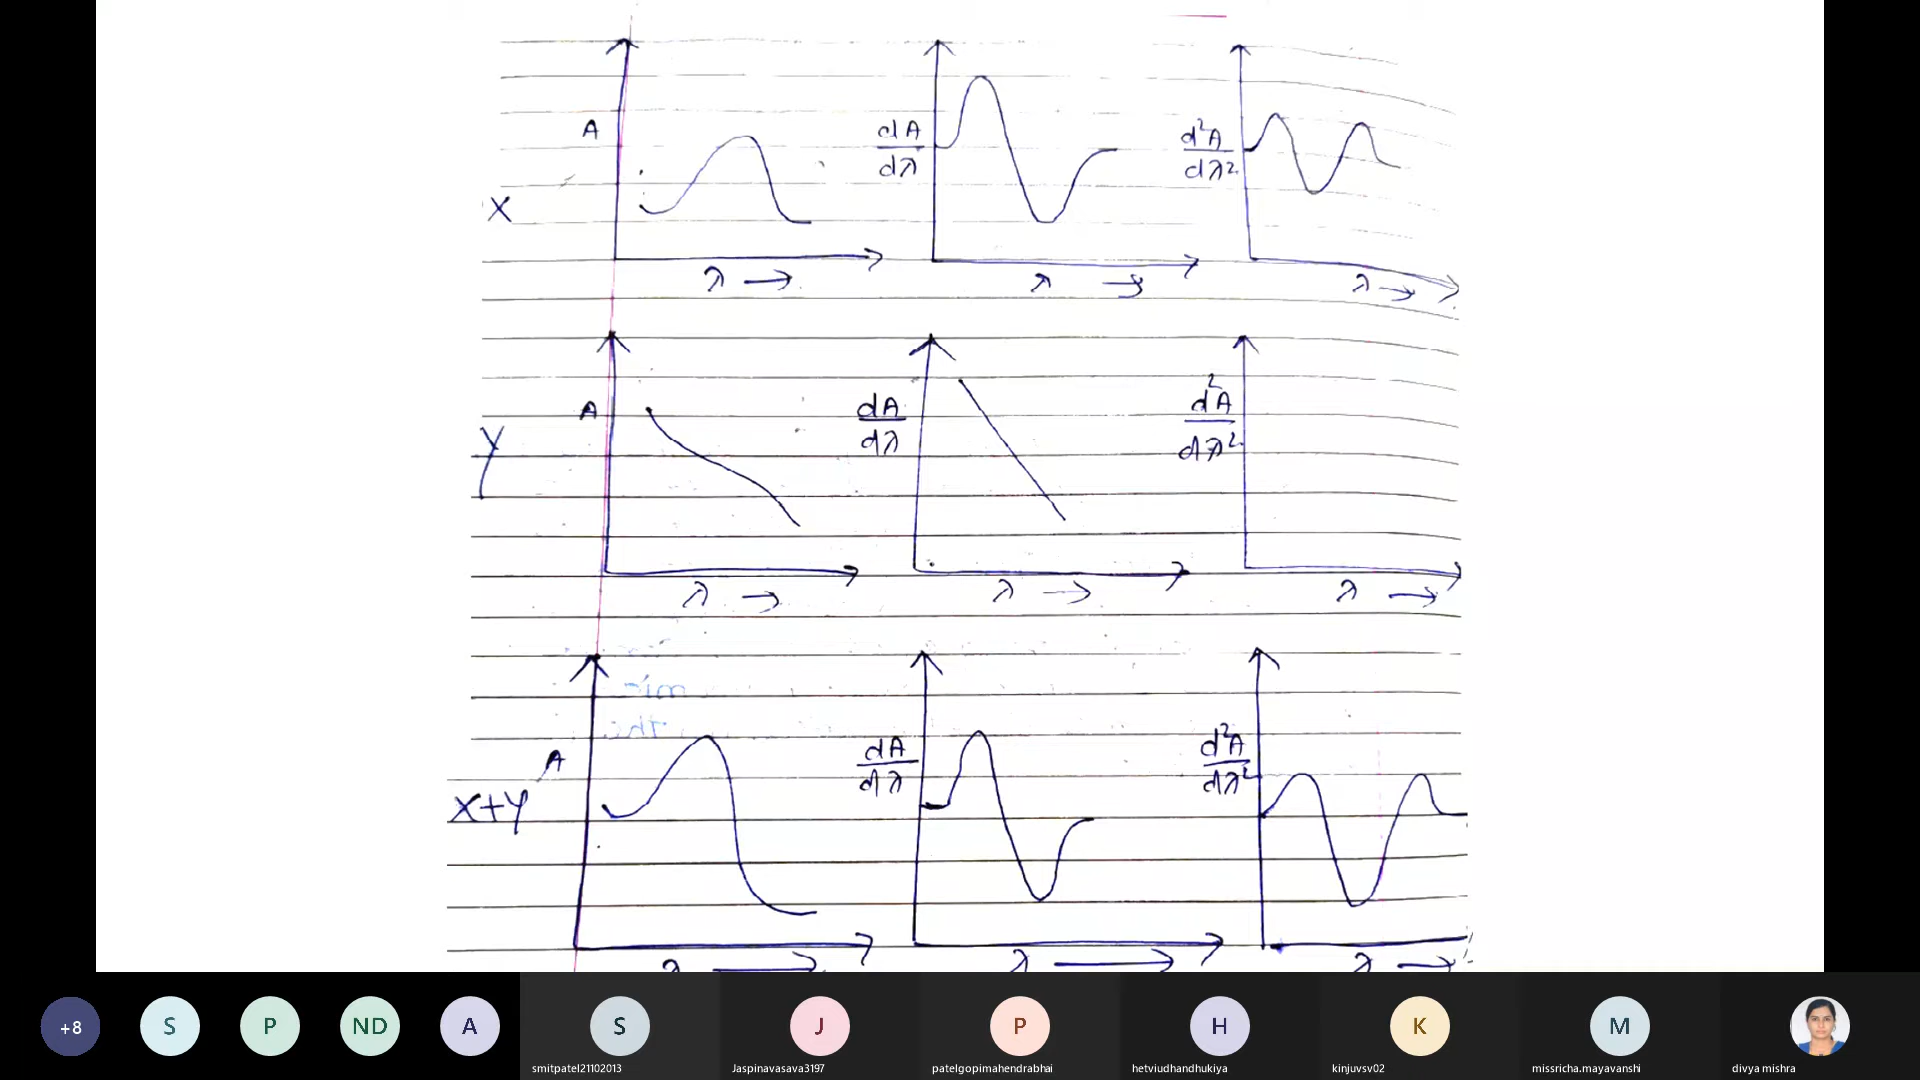 A
dA
dλ
d²A
dλ²
X
λ →
λ →
λ →
A
dA
dλ
d²A
dλ²
Y
λ →
λ →
λ →
A
dA
dλ
d²A
dλ²
X+Y
λ →
λ →
λ →
+8
S
P
ND
A
S
J
P
H
K
M
smitpatel21102013
Jaspinavasava3197
patelgopimahendrabhai
hetviudhandhukiya
kinjuvsv02
missricha.mayavanshi
divya mishra